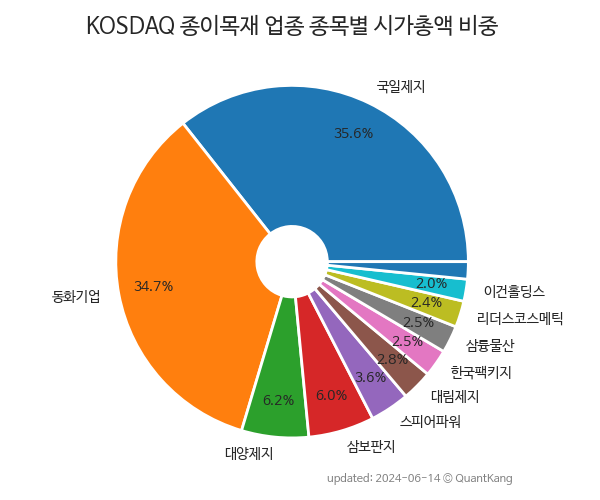 KOSDAQ 종이목재 업종 종목별 시가총액 비중
국일제지
35.6%
동화기업
34.7%
대양제지
6.2%
삼보판지
6.0%
스피어파워
3.6%
대림제지
2.8%
한국팩키지
2.5%
삼륭물산
2.5%
리더스코스메틱
2.4%
이건홀딩스
2.0%
updated: 2024-06-14 © QuantKang